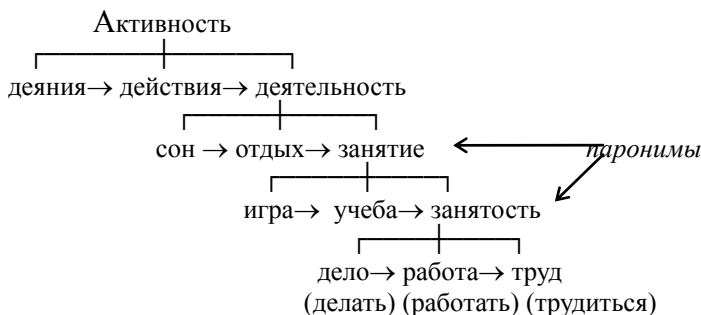 Активность
деяния→ действия→ деятельность
сон → отдых→ занятие паронимы
игра→ учеба→ занятость
дело→ работа→ труд
(делать) (работать) (трудиться)